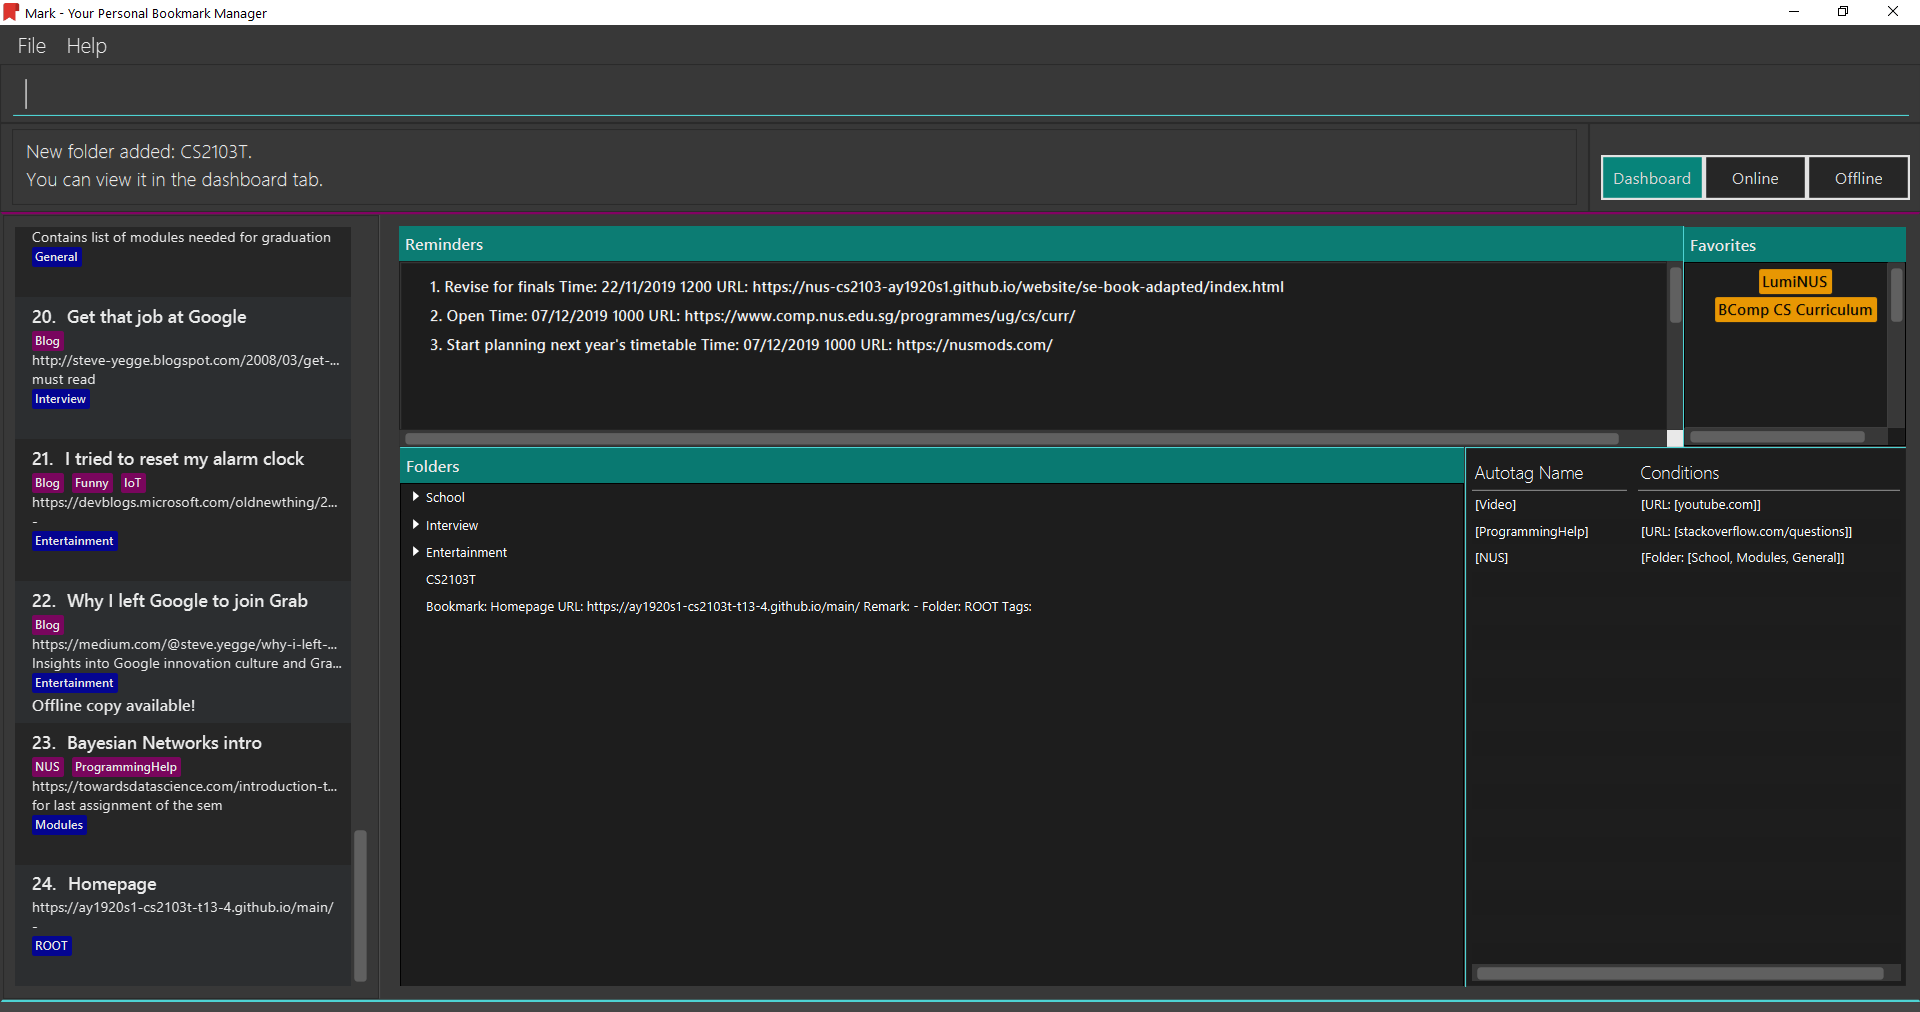 Mark - Your Personal Bookmark Manager
File Help
New folder added: CS2103T.
You can view it in the dashboard tab.
Dashboard Online Offline
Contains list of modules needed for graduation
General
20. Get that job at Google
Blog
http://steve-yegge.blogspot.com/2008/03/get-...
must read
Interview
21. I tried to reset my alarm clock
Blog Funny IoT
https://devblogs.microsoft.com/oldnewthing/2...
-
Entertainment
22. Why I left Google to join Grab
Blog
https://medium.com/@steve.yegge/why-i-left-...
Insights into Google innovation culture and Gra...
Entertainment
Offline copy available!
23. Bayesian Networks intro
NUS ProgrammingHelp
https://towardsdatascience.com/introduction-t...
for last assignment of the sem
Modules
24. Homepage
https://ay1920s1-cs2103t-t13-4.github.io/main/
-
ROOT
Reminders
1. Revise for finals Time: 22/11/2019 1200 URL: https://nus-cs2103-ay1920s1.github.io/website/se-book-adapted/index.html
2. Open Time: 07/12/2019 1000 URL: https://www.comp.nus.edu.sg/programmes/ug/cs/curr/
3. Start planning next year's timetable Time: 07/12/2019 1000 URL: https://nusmods.com/
Favorites
LumiNUS
BComp CS Curriculum
Folders
School
Interview
Entertainment
CS2103T
Bookmark: Homepage URL: https://ay1920s1-cs2103t-t13-4.github.io/main/ Remark: - Folder: ROOT Tags:
Autotag Name Conditions
[Video] [URL: [youtube.com]]
[ProgrammingHelp] [URL: [stackoverflow.com/questions]]
[NUS] [Folder: [School, Modules, General]]